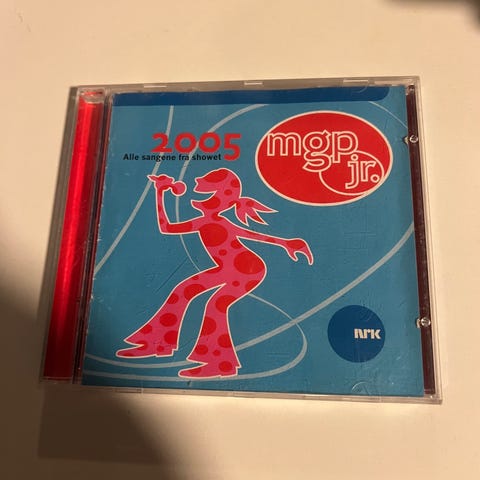 2005
Alle sangene fra showet
mgp
jr.
NRK